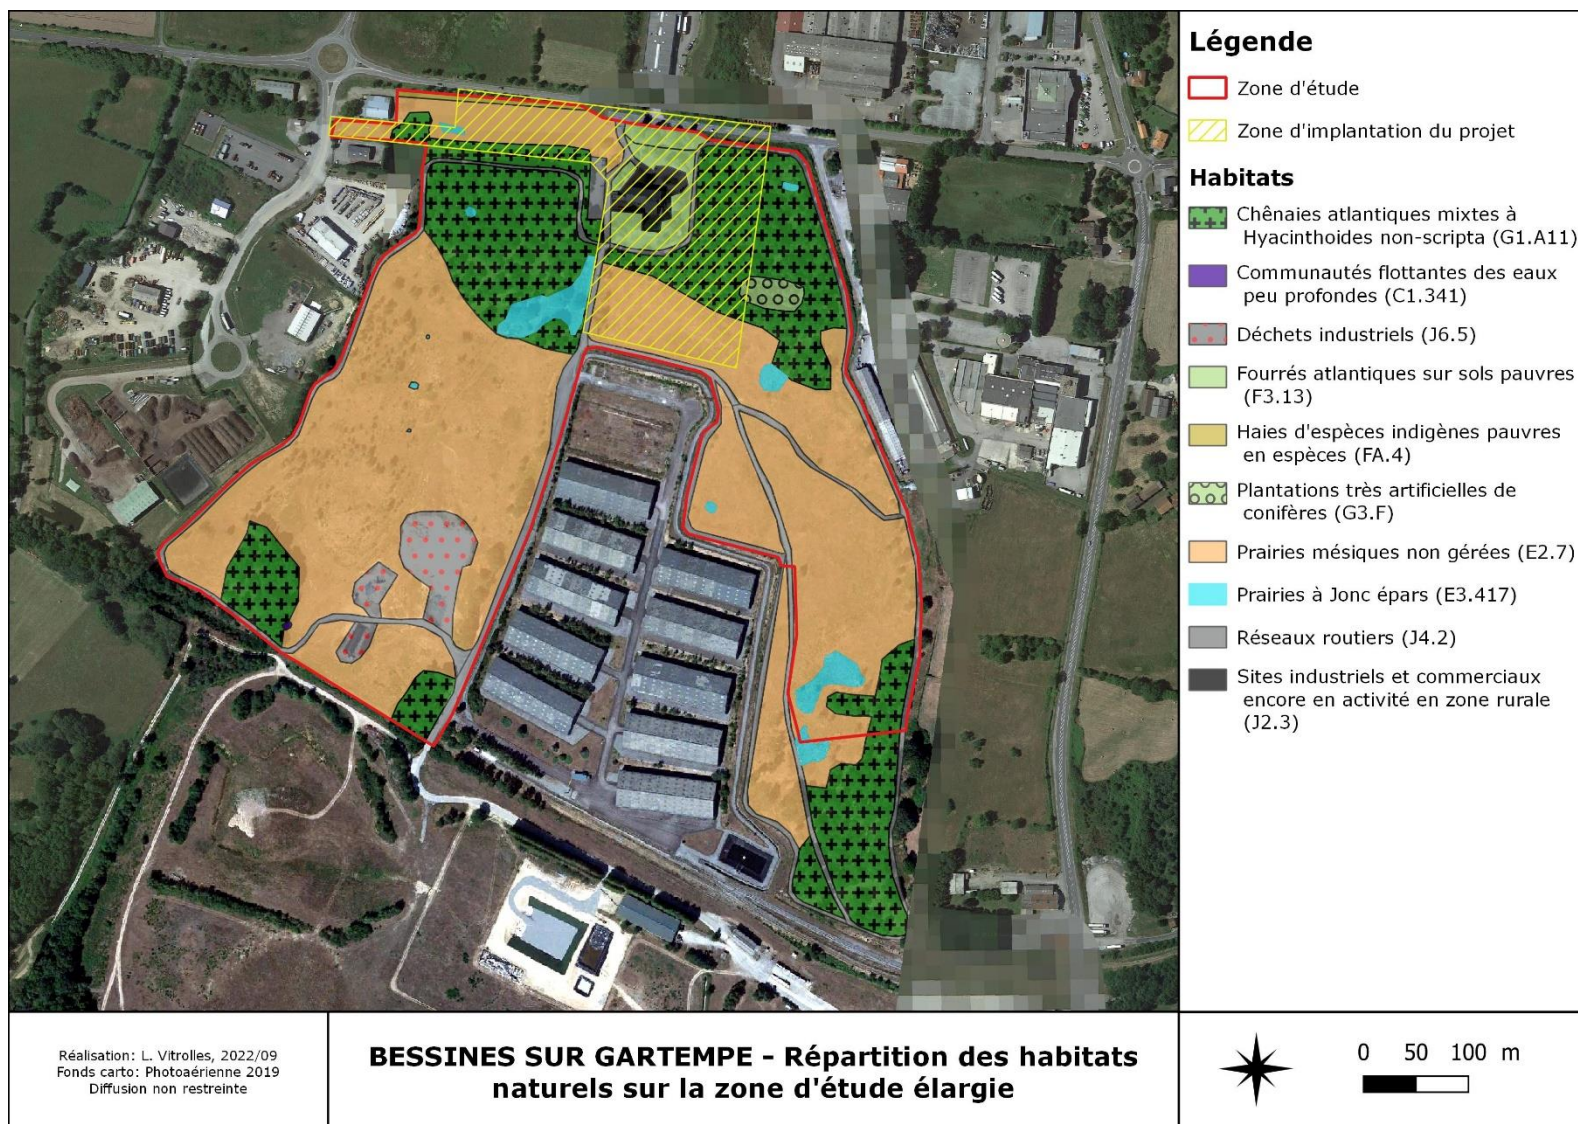 Légende
Zone d'étude
Zone d'implantation du projet
Habitats
Chênaies atlantiques mixtes à
Hyacinthoides non-scripta (G1.A11)
Communautés flottantes des eaux
peu profondes (C1.341)
Déchets industriels (J6.5)
Fourrés atlantiques sur sols pauvres
(F3.13)
Haies d'espèces indigènes pauvres
en espèces (FA.4)
Plantations très artificielles de
conifères (G3.F)
Prairies mésiques non gérées (E2.7)
Prairies à Jonc épars (E3.417)
Réseaux routiers (J4.2)
Sites industriels et commerciaux
encore en activité en zone rurale
(J2.3)
Réalisation: L. Vitrolles, 2022/09
Fonds carto: Photoaérienne 2019
Diffusion non restreinte
BESSINES SUR GARTEMPE - Répartition des habitats
naturels sur la zone d'étude élargie
0 50 100 m